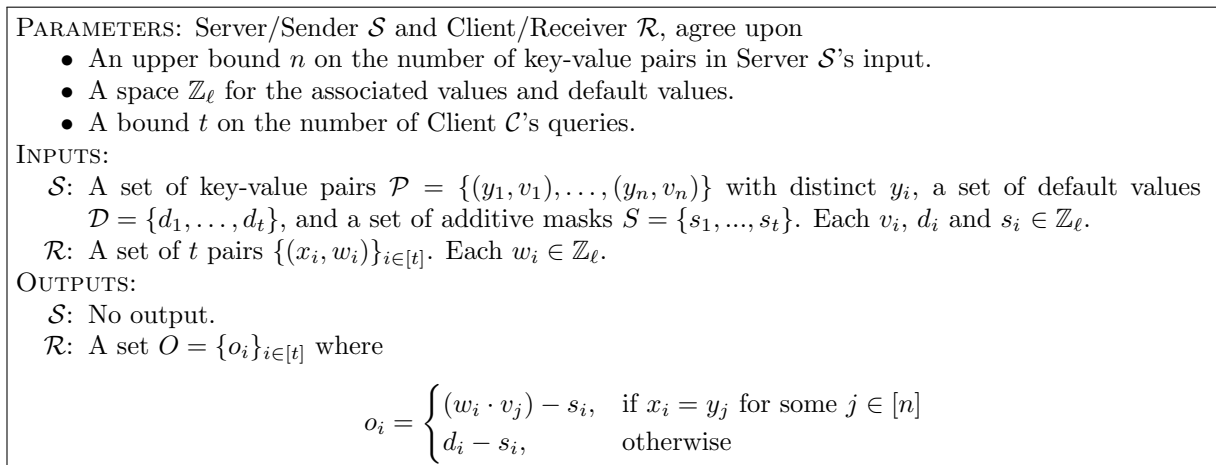 PARAMETERS: Server/Sender 𝒮 and Client/Receiver ℛ, agree upon
• An upper bound n on the number of key-value pairs in Server 𝒮's input.
• A space ℤ_ℓ for the associated values and default values.
• A bound t on the number of Client 𝒞's queries.
INPUTS:
𝒮: A set of key-value pairs 𝒫 = {(y_1, v_1), . . . , (y_n, v_n)} with distinct y_i, a set of default values
𝒟 = {d_1, . . . , d_t}, and a set of additive masks S = {s_1, ..., s_t}. Each v_i, d_i and s_i ∈ ℤ_ℓ.
ℛ: A set of t pairs {(x_i, w_i)}_{i∈[t]}. Each w_i ∈ ℤ_ℓ.
OUTPUTS:
𝒮: No output.
ℛ: A set O = {o_i}_{i∈[t]} where
o_i = { (w_i · v_j) − s_i, if x_i = y_j for some j ∈ [n]
d_i − s_i, otherwise